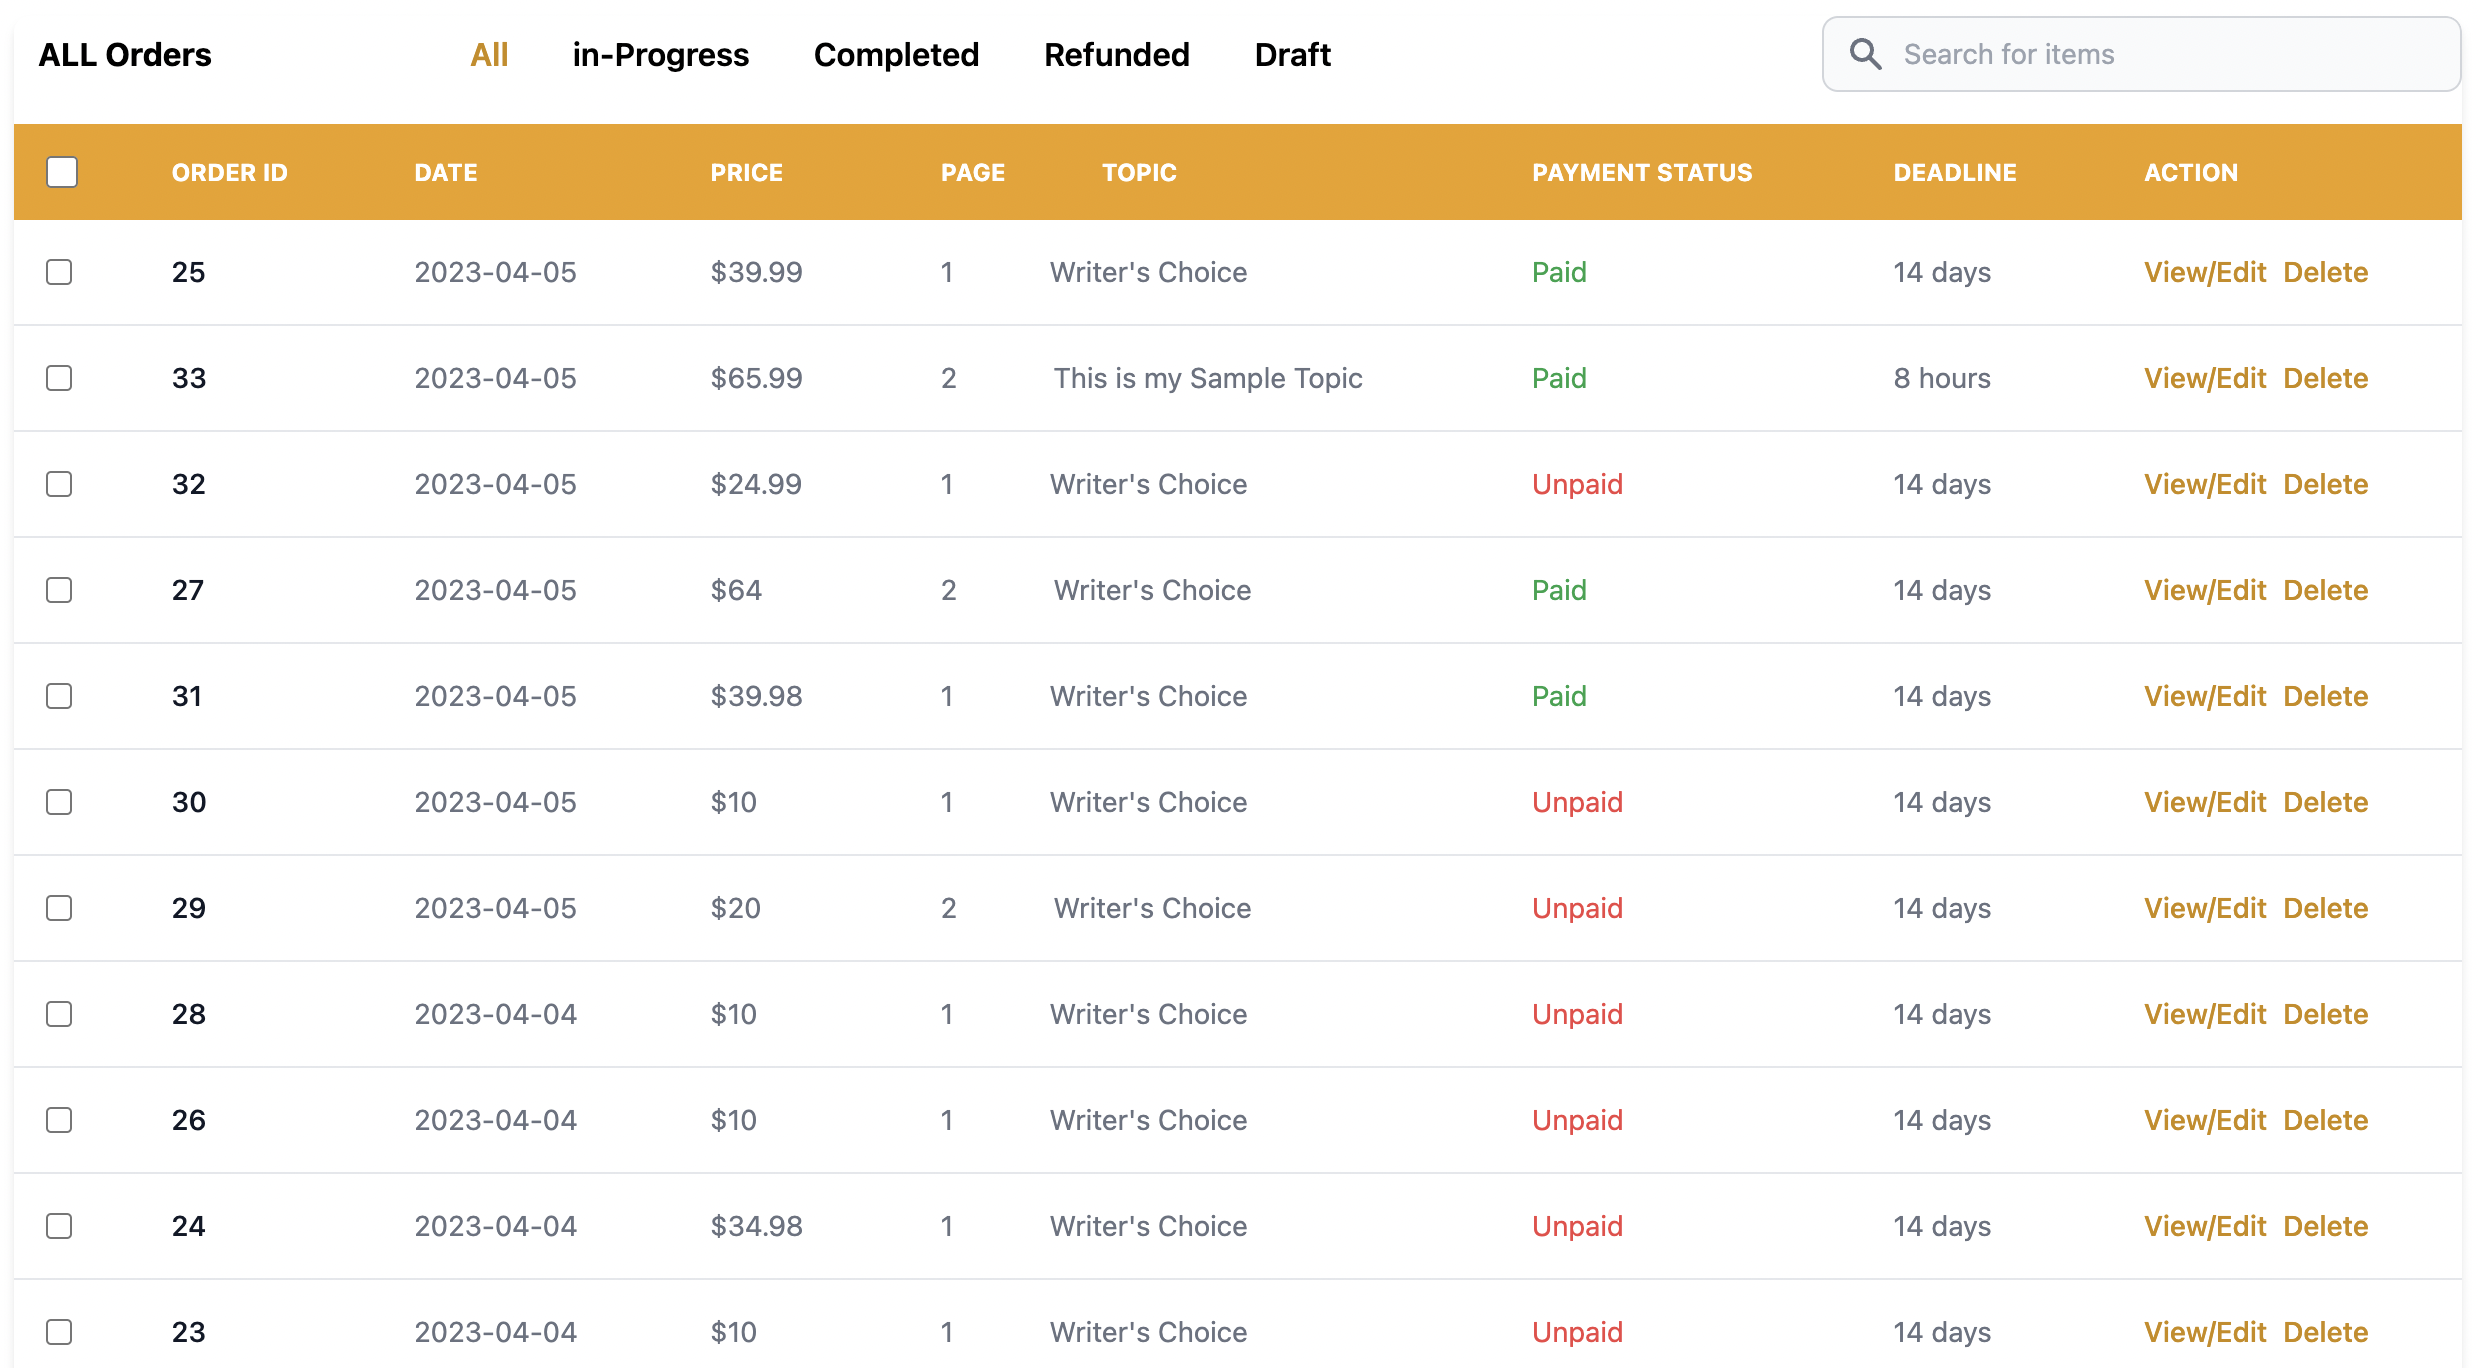 ALL Orders All in-Progress Completed Refunded Draft Search for items
ORDER ID DATE PRICE PAGE TOPIC PAYMENT STATUS DEADLINE ACTION
25 2023-04-05 $39.99 1 Writer's Choice Paid 14 days View/Edit Delete
33 2023-04-05 $65.99 2 This is my Sample Topic Paid 8 hours View/Edit Delete
32 2023-04-05 $24.99 1 Writer's Choice Unpaid 14 days View/Edit Delete
27 2023-04-05 $64 2 Writer's Choice Paid 14 days View/Edit Delete
31 2023-04-05 $39.98 1 Writer's Choice Paid 14 days View/Edit Delete
30 2023-04-05 $10 1 Writer's Choice Unpaid 14 days View/Edit Delete
29 2023-04-05 $20 2 Writer's Choice Unpaid 14 days View/Edit Delete
28 2023-04-04 $10 1 Writer's Choice Unpaid 14 days View/Edit Delete
26 2023-04-04 $10 1 Writer's Choice Unpaid 14 days View/Edit Delete
24 2023-04-04 $34.98 1 Writer's Choice Unpaid 14 days View/Edit Delete
23 2023-04-04 $10 1 Writer's Choice Unpaid 14 days View/Edit Delete